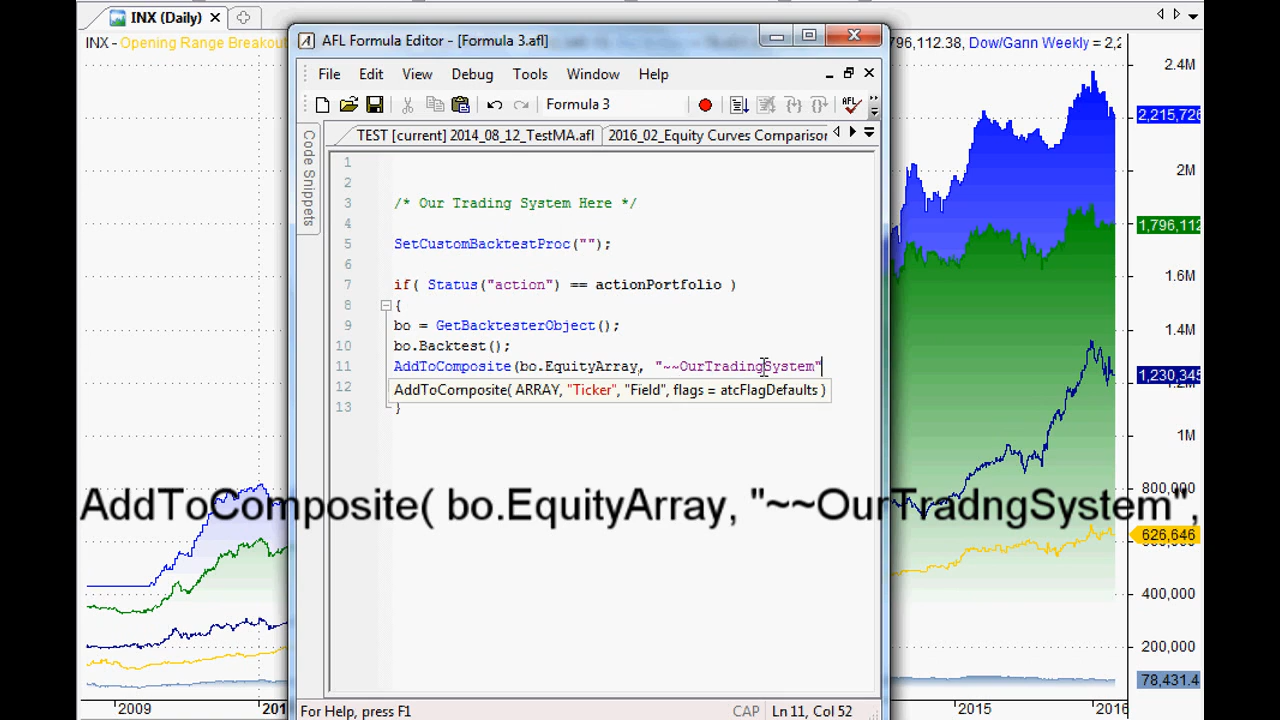 INX (Daily)
INX - Opening Range Breakou
796,112.38, Dow/Gann Weekly = 2,2
AFL Formula Editor - [Formula 3.afl]
File Edit View Debug Tools Window Help
Formula 3
AFL
TEST [current] 2014_08_12_TestMA.afl 2016_02_Equity Curves Comparison
Code Snippets
1
2
3 /* Our Trading System Here */
4
5 SetCustomBacktestProc("");
6
7 if( Status("action") == actionPortfolio )
8 {
9 bo = GetBacktesterObject();
10 bo.Backtest();
11 AddToComposite(bo.EquityArray, "~~OurTradingSystem"
12 AddToComposite( ARRAY, "Ticker", "Field", flags = atcFlagDefaults )
13 }
AddToComposite( bo.EquityArray, "~~OurTradngSystem",
2.4M
2,215,726
2M
1,796,112
1.6M
1,230,345
1.2M
1M
800,000
626,646
600,000
400,000
200,000
78,431.4
2009 201 2015 2016
For Help, press F1 CAP Ln 11, Col 52